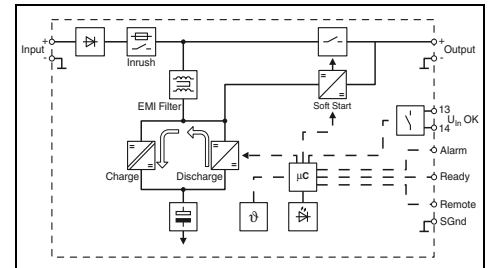 Input
+
-
Inrush
EMI Filter
Soft Start
+
Output
-
13
U_In OK
14
Charge
Discharge
µC
ϑ
Alarm
Ready
Remote
SGnd